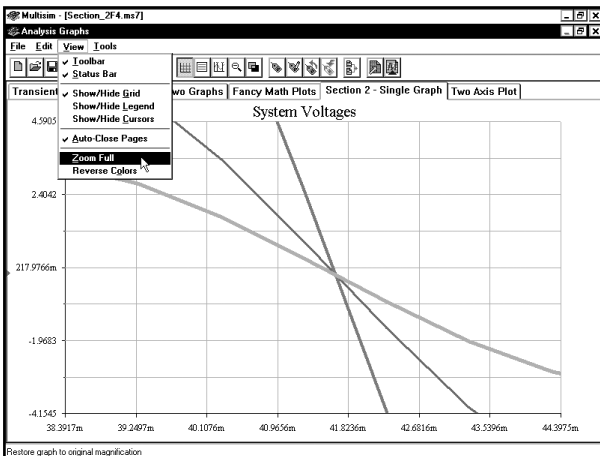 Multisim - [Section_2F4.ms7]
Analysis Graphs
File Edit View Tools
Toolbar
Status Bar
Show/Hide Grid
Show/Hide Legend
Show/Hide Cursors
Auto-Close Pages
Zoom Full
Reverse Colors
Transient wo Graphs Fancy Math Plots Section 2 - Single Graph Two Axis Plot
System Voltages
4.5905
2.4042
217.9766m
-1.9683
-4.1545
38.3917m 39.2497m 40.1076m 40.9656m 41.8236m 42.6816m 43.5396m 44.3975m
Restore graph to original magnification